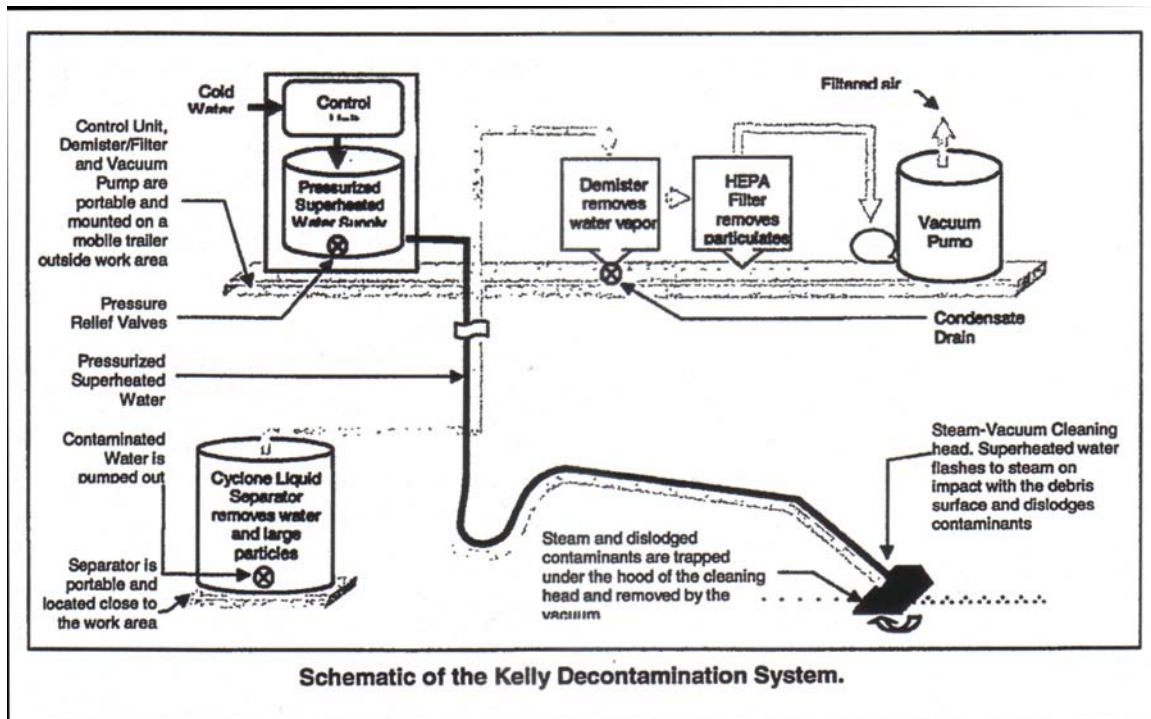 Cold
Water
Control
Unit
Filtered air
Control Unit,
Demister/Filter
and Vacuum
Pump are
portable and
mounted on a
mobile trailer
outside work area
Pressurized
Superheated
Water Supply
Demister
removes
water vapor
HEPA
Filter
removes
particulates
Vacuum
Pump
Pressure
Relief Valves
Condensate
Drain
Pressurized
Superheated
Water
Contaminated
Water is
pumped out
Cyclone Liquid
Separator
removes water
and large
particles
Separator is
portable and
located close to
the work area
Steam-Vacuum Cleaning
head. Superheated water
flashes to steam on
impact with the debris
surface and dislodges
contaminants
Steam and dislodged
contaminants are trapped
under the hood of the cleaning
head and removed by the
vacuum
Schematic of the Kelly Decontamination System.